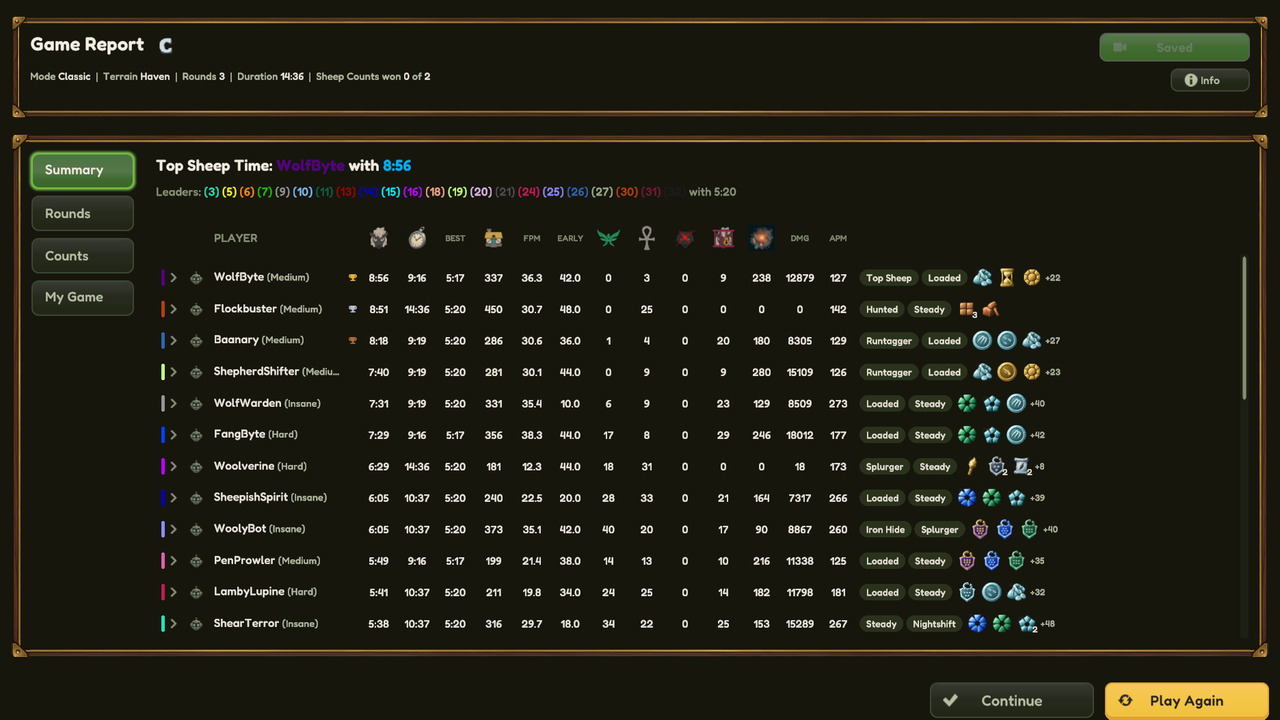 Game Report C
Saved
Mode Classic | Terrain Haven | Rounds 3 | Duration 14:36 | Sheep Counts won 0 of 2
Info
Summary
Rounds
Counts
My Game
Top Sheep Time: WolfByte with 8:56
Leaders: (3) (5) (6) (7) (9) (10) (11) (13) (14) (15) (16) (18) (19) (20) (21) (24) (25) (26) (27) (30) (31) with 5:20
PLAYER BEST FPM EARLY DMG APM
WolfByte (Medium) 8:56 9:16 5:17 337 36.3 42.0 0 3 0 9 238 12879 127 Top Sheep Loaded +22
Flockbuster (Medium) 8:51 14:36 5:20 450 30.7 48.0 0 25 0 0 0 0 142 Hunted Steady 3
Baanary (Medium) 8:18 9:19 5:20 286 30.6 36.0 1 4 0 20 180 8305 129 Runtagger Loaded +27
ShepherdShifter (Mediu... 7:40 9:19 5:20 281 30.1 44.0 0 9 0 9 280 15109 126 Runtagger Loaded +23
WolfWarden (Insane) 7:31 9:19 5:20 331 35.4 10.0 6 9 0 23 129 8509 273 Loaded Steady +40
FangByte (Hard) 7:29 9:16 5:17 356 38.3 44.0 17 8 0 29 246 18012 177 Loaded Steady +42
Woolverine (Hard) 6:29 14:36 5:20 181 12.3 44.0 18 31 0 0 0 18 173 Splurger Steady 2 2 +8
SheepishSpirit (Insane) 6:05 10:37 5:20 240 22.5 20.0 28 33 0 21 164 7317 266 Loaded Steady +39
WoolyBot (Insane) 6:05 10:37 5:20 373 35.1 42.0 40 20 0 17 90 8867 260 Iron Hide Splurger +40
PenProwler (Medium) 5:49 9:16 5:17 199 21.4 38.0 14 13 0 10 216 11338 125 Loaded Steady +35
LambyLupine (Hard) 5:41 10:37 5:20 211 19.8 34.0 24 25 0 14 182 11798 181 Loaded Steady +32
ShearTerror (Insane) 5:38 10:37 5:20 316 29.7 18.0 34 22 0 25 153 15289 267 Steady Nightshift 2 +48
Continue
Play Again